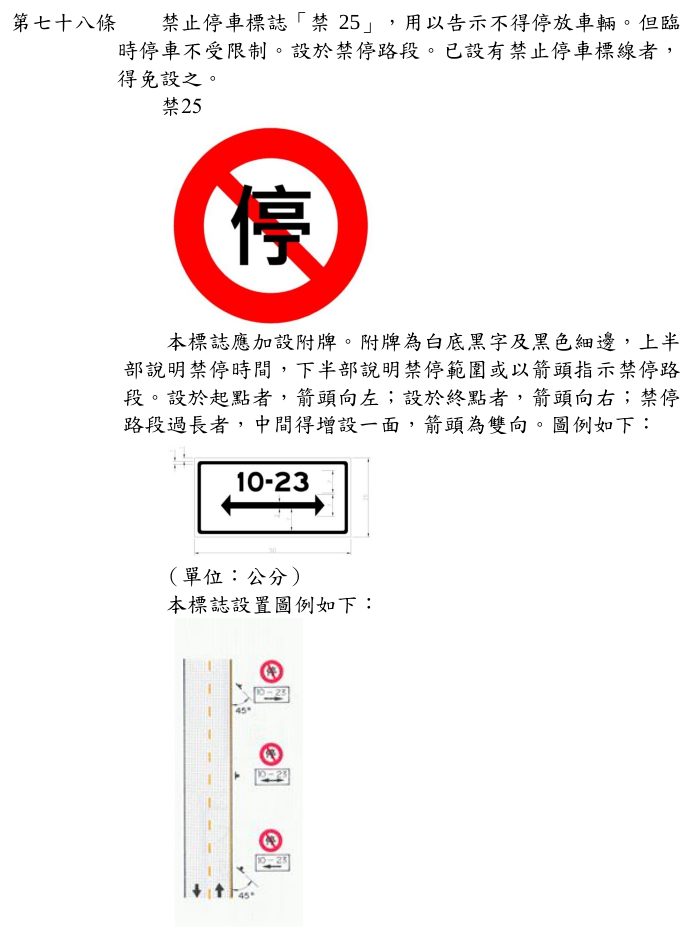 第七十八條　禁止停車標誌「禁 25」，用以告示不得停放車輛。但臨
時停車不受限制。設於禁停路段。已設有禁止停車標線者，
得免設之。
禁25
停
本標誌應加設附牌。附牌為白底黑字及黑色細邊，上半
部說明禁停時間，下半部說明禁停範圍或以箭頭指示禁停路
段。設於起點者，箭頭向左；設於終點者，箭頭向右；禁停
路段過長者，中間得增設一面，箭頭為雙向。圖例如下：
10-23
50
（單位：公分）
本標誌設置圖例如下：
停
10-23
45°
停
10-23
停
10-23
45°